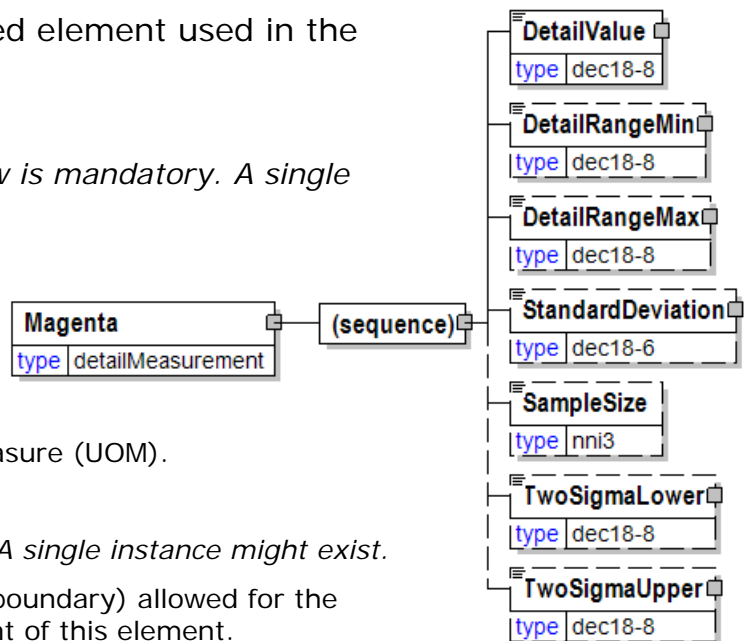 ed element used in the
w is mandatory. A single
asure (UOM).
A single instance might exist.
boundary) allowed for the
nt of this element.
Magenta
type detailMeasurement
(sequence)
DetailValue
type dec18-8
DetailRangeMin
type dec18-8
DetailRangeMax
type dec18-8
StandardDeviation
type dec18-6
SampleSize
type nni3
TwoSigmaLower
type dec18-8
TwoSigmaUpper
type dec18-8